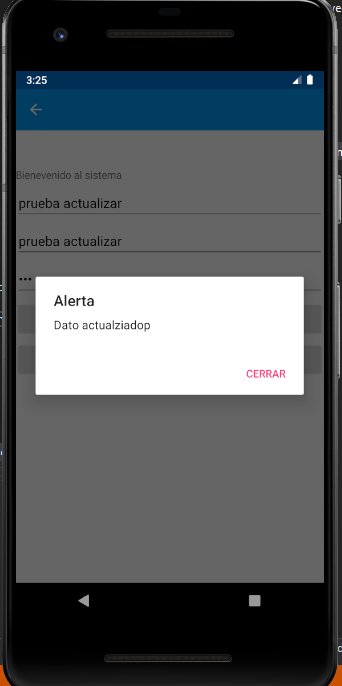 3:25
Bienevenido al sistema
prueba actualizar
prueba actualizar
•••
Alerta
Dato actualziadop
CERRAR